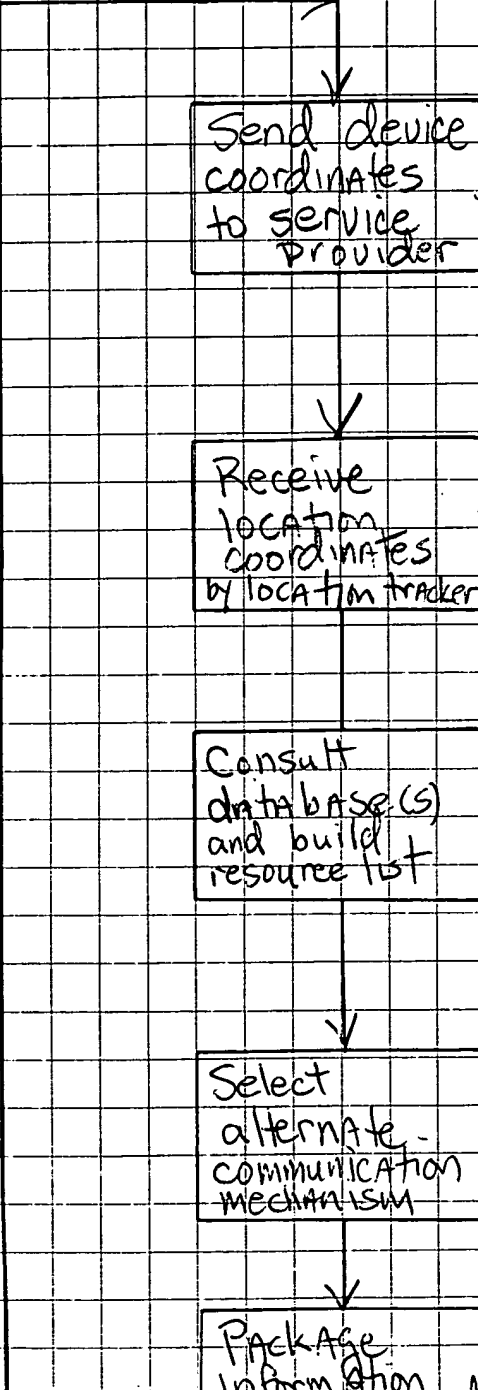 Send device
coordinates
to service
Provider
Receive
location
coordinates
by location tracker
Consult
database(s)
and build
resource list
Select
alternate
communication
mechanism
Package
information